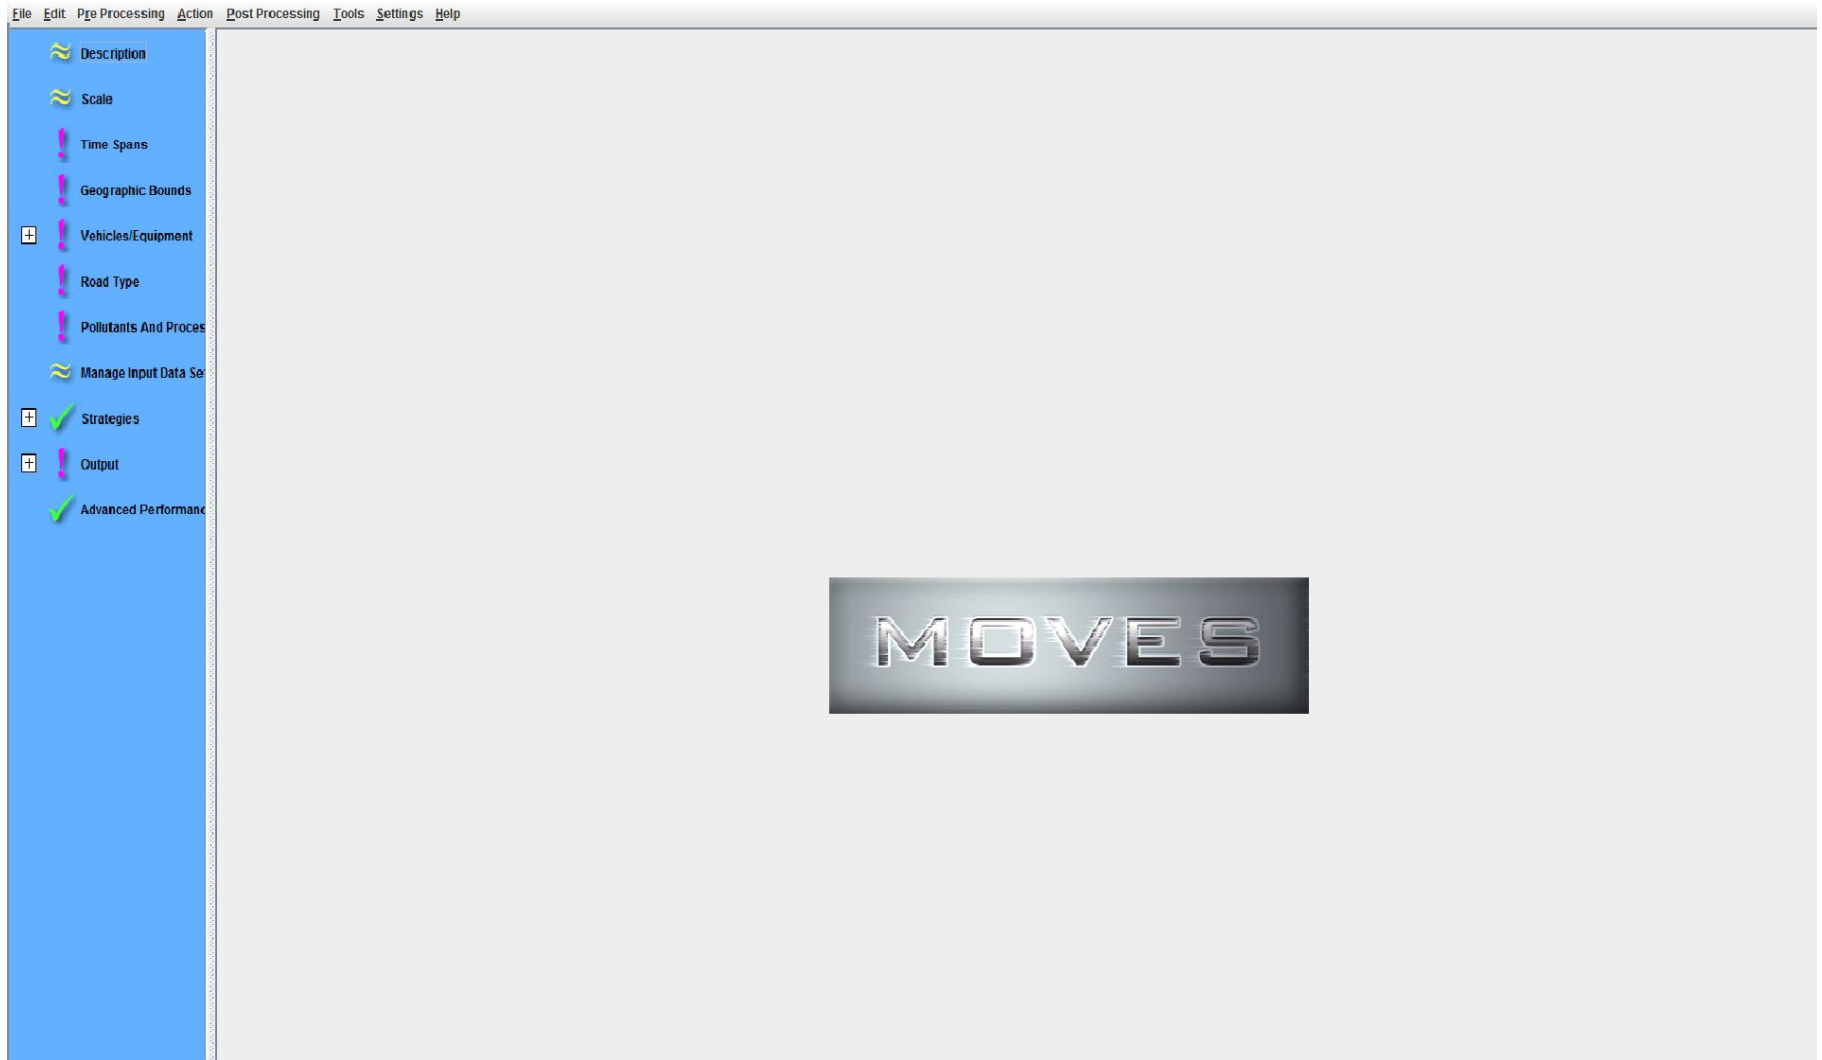 File Edit Pre Processing Action Post Processing Tools Settings Help
Description
Scale
Time Spans
Geographic Bounds
Vehicles/Equipment
Road Type
Pollutants And Proces
Manage Input Data Se
Strategies
Output
Advanced Performanc
MOVES